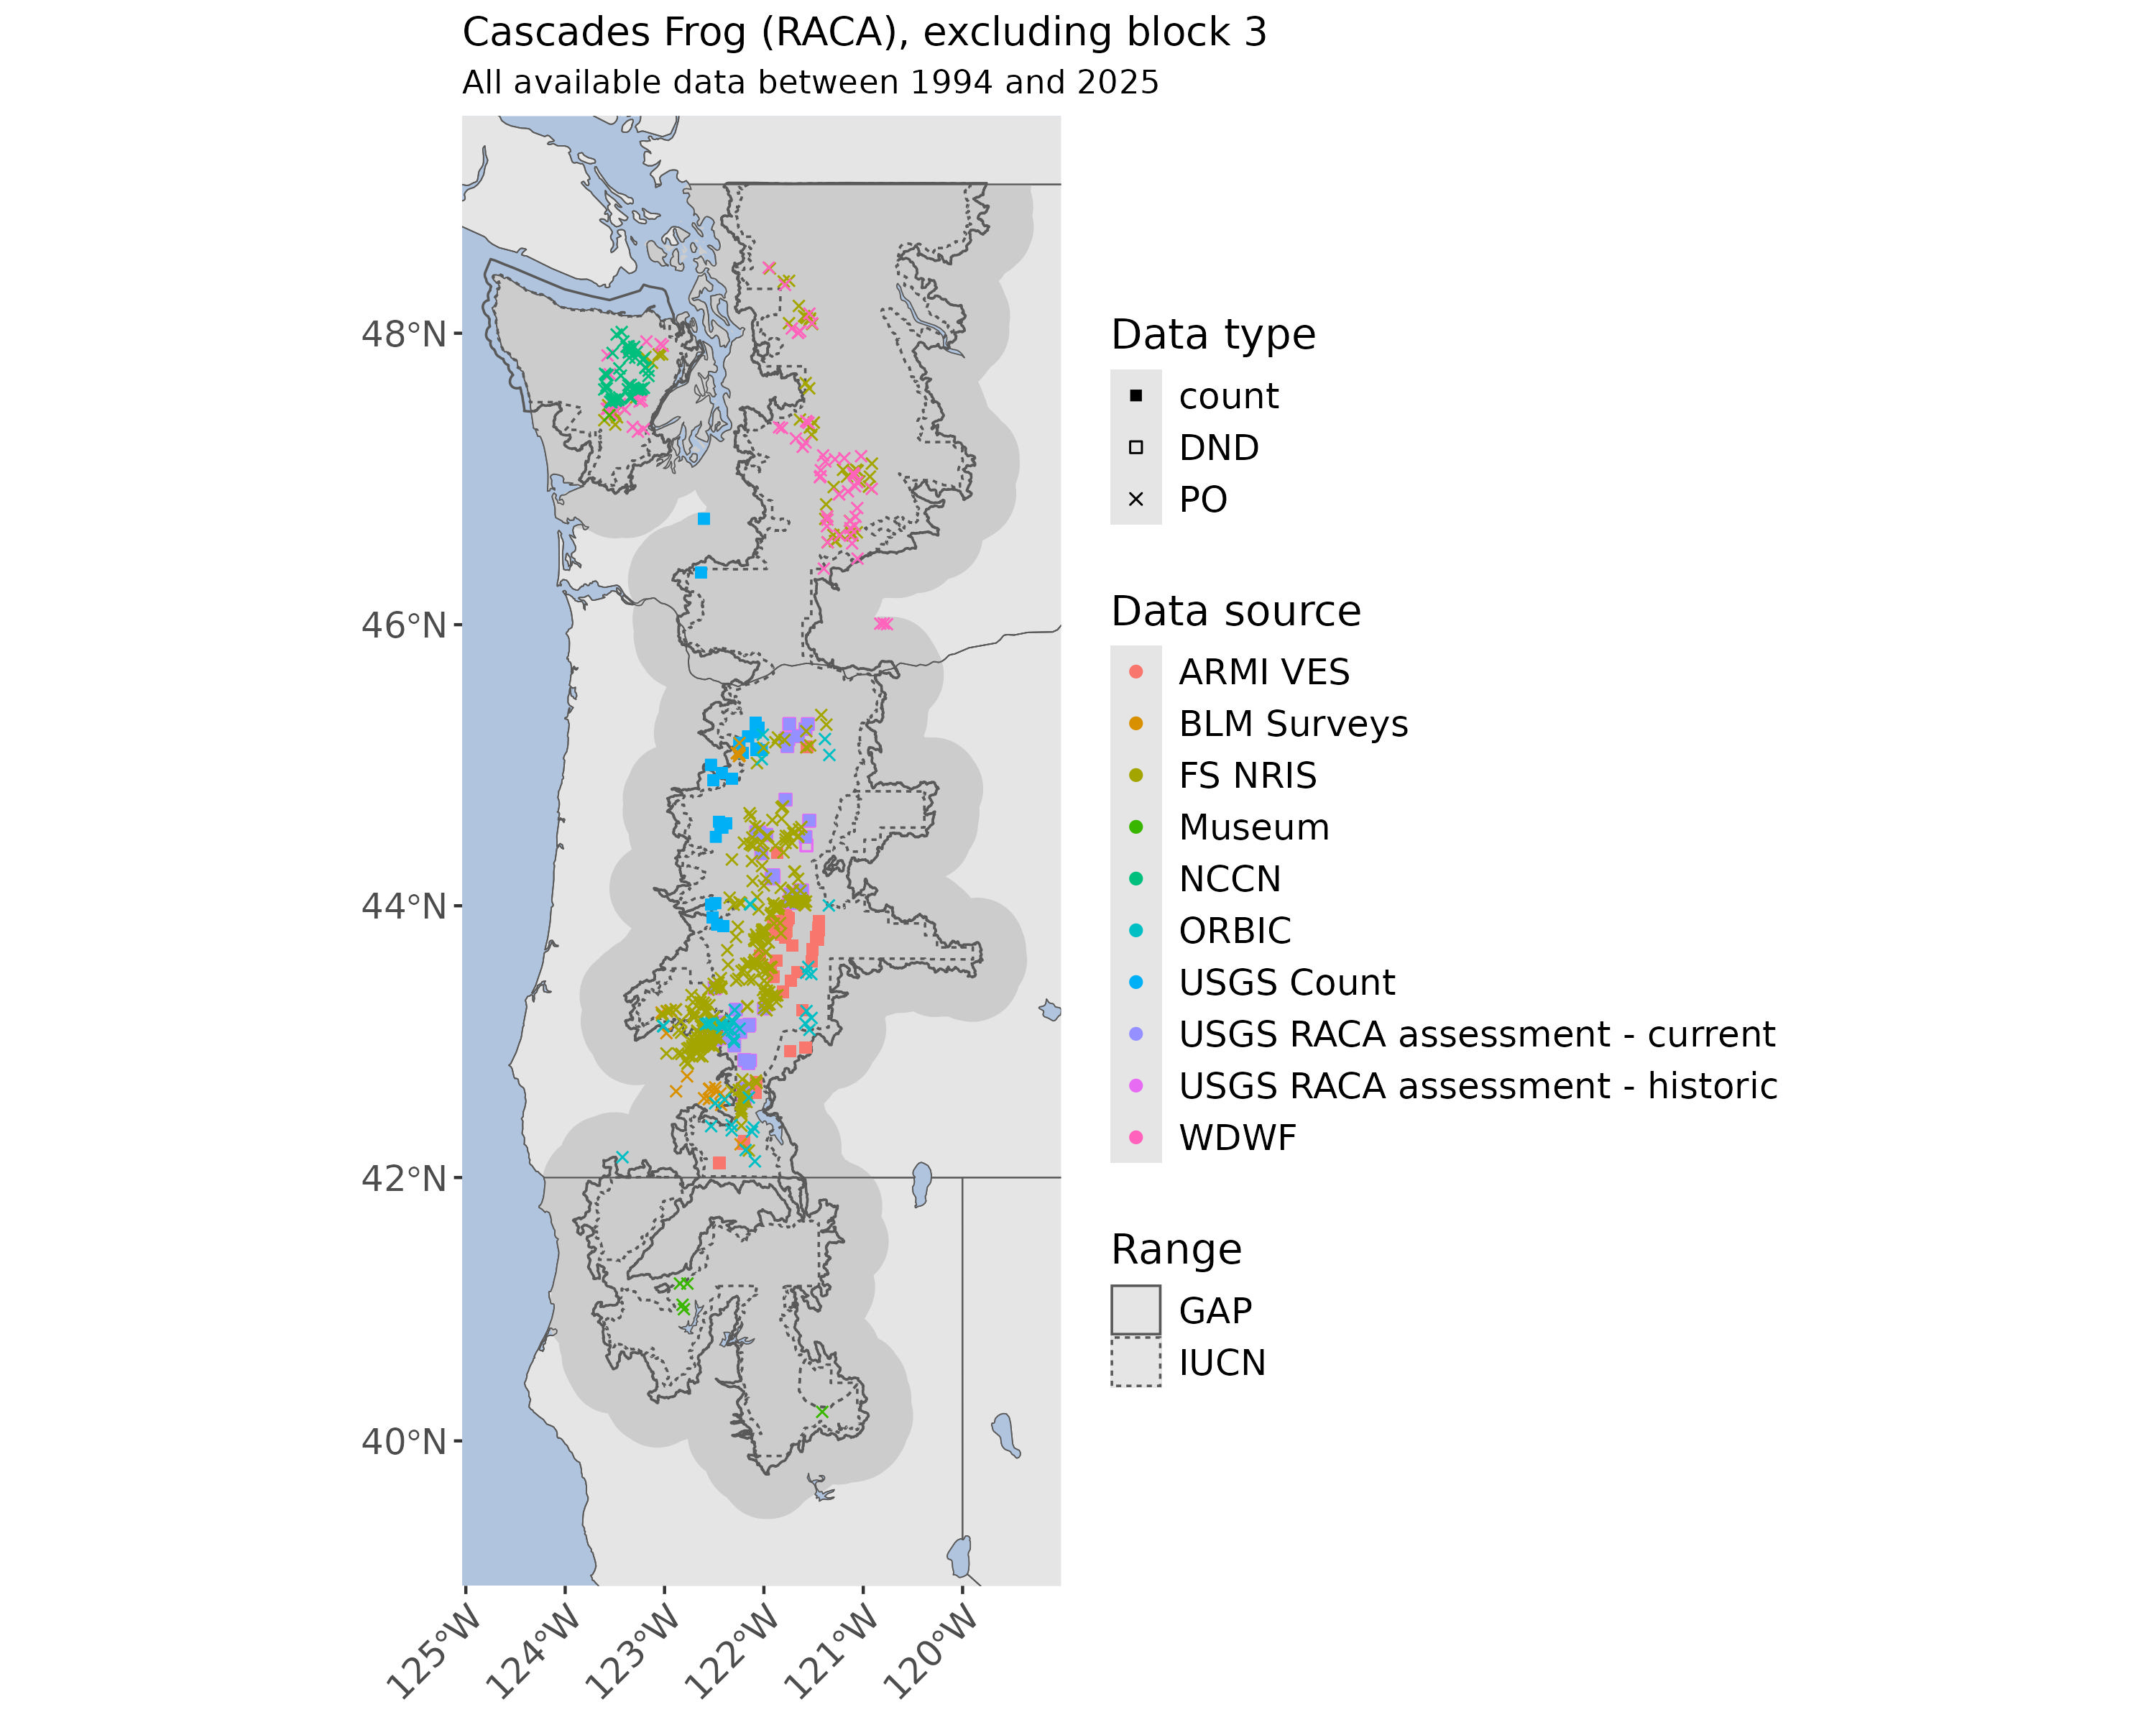 Cascades Frog (RACA), excluding block 3
All available data between 1994 and 2025
48°N
46°N
44°N
42°N
40°N
125°W
124°W
123°W
122°W
121°W
120°W
Data type
count
DND
PO
Data source
ARMI VES
BLM Surveys
FS NRIS
Museum
NCCN
ORBIC
USGS Count
USGS RACA assessment - current
USGS RACA assessment - historic
WDWF
Range
GAP
IUCN